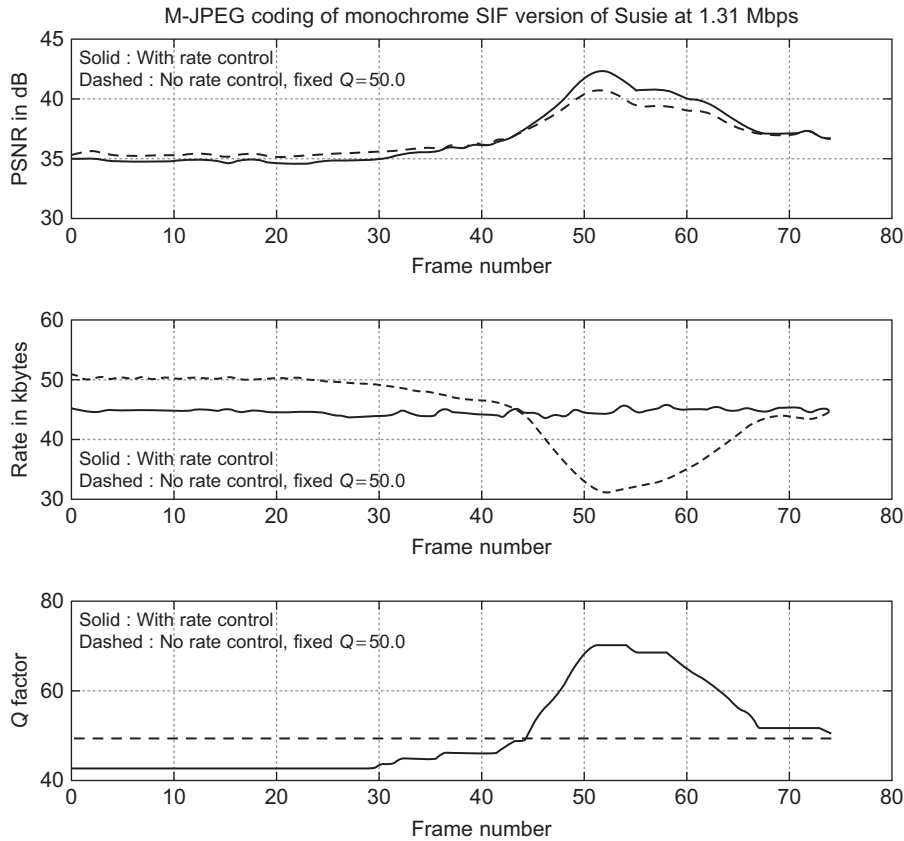 M-JPEG coding of monochrome SIF version of Susie at 1.31 Mbps
45
40
35
30
PSNR in dB
Solid : With rate control
Dashed : No rate control, fixed Q=50.0
0 10 20 30 40 50 60 70 80
Frame number
60
50
40
30
Rate in kbytes
Solid : With rate control
Dashed : No rate control, fixed Q=50.0
0 10 20 30 40 50 60 70 80
Frame number
80
60
40
Q factor
Solid : With rate control
Dashed : No rate control, fixed Q=50.0
0 10 20 30 40 50 60 70 80
Frame number